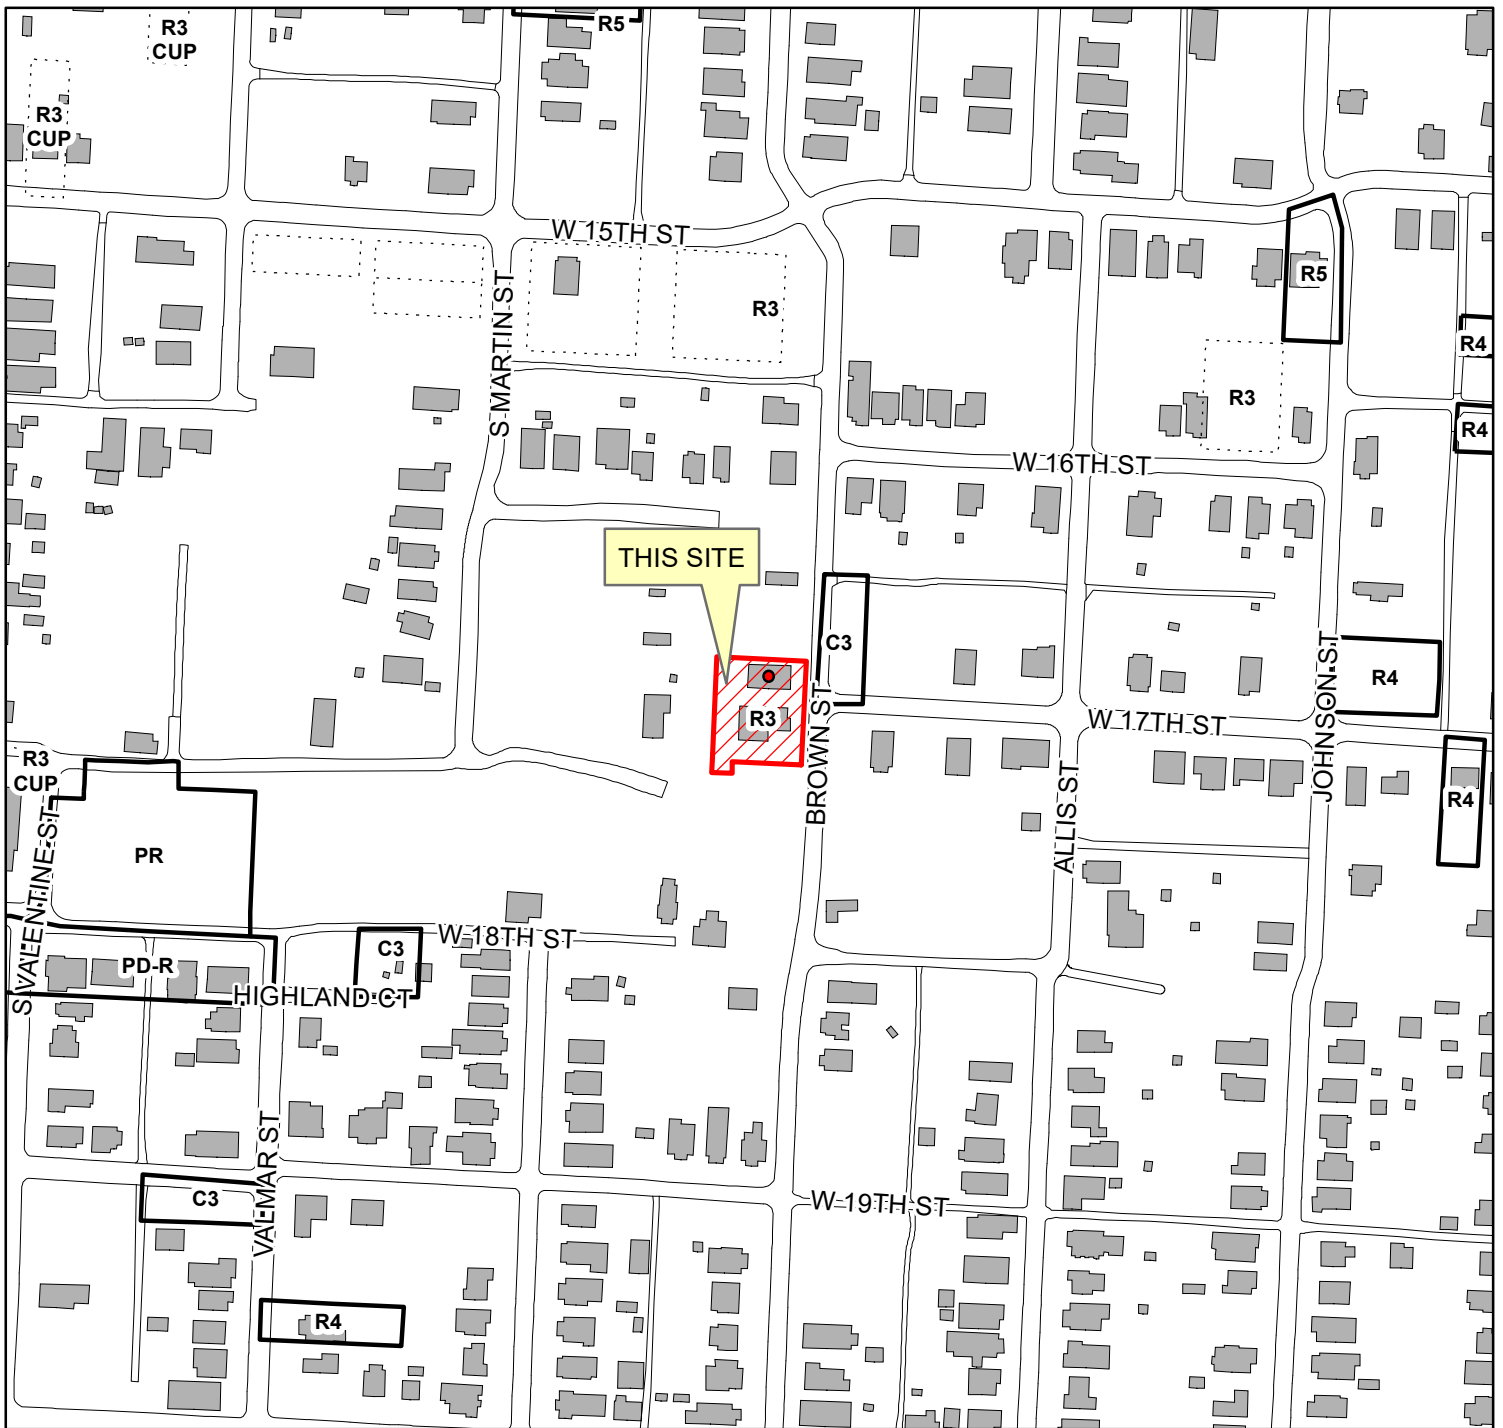 R3
CUP
R5
R3
CUP
W 15TH ST
R5
S MARTIN ST
R3
R4
R3
R4
W 16TH ST
THIS SITE
C3
R4
R3
W 17TH ST
JOHNSON ST
BROWN ST
R3
CUP
ALLIS ST
R4
PR
S VALENTINE ST
W 18TH ST
C3
PD-R
HIGHLAND CT
VALMAR ST
C3
W 19TH ST
R4